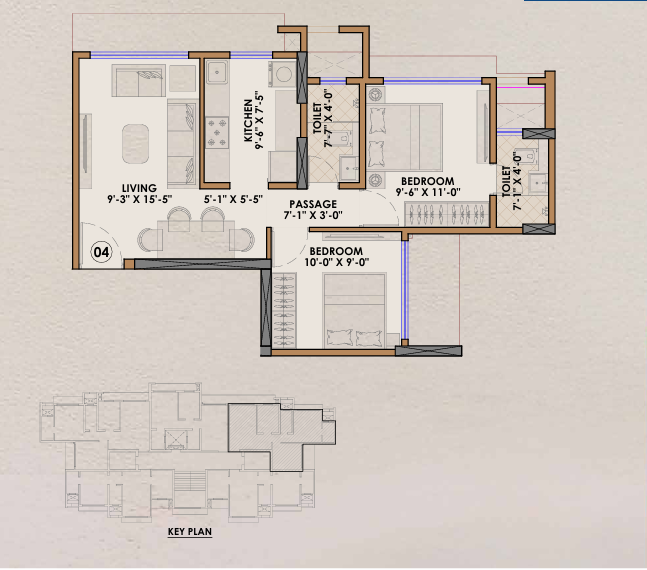 KITCHEN
9'-6" X 7'-5"
TOILET
7'-7" X 4'-0"
LIVING
9'-3" X 15'-5"
5'-1" X 5'-5"
PASSAGE
7'-1" X 3'-0"
BEDROOM
9'-6" X 11'-0"
TOILET
7'-1" X 4'-0"
04
BEDROOM
10'-0" X 9'-0"
KEY PLAN